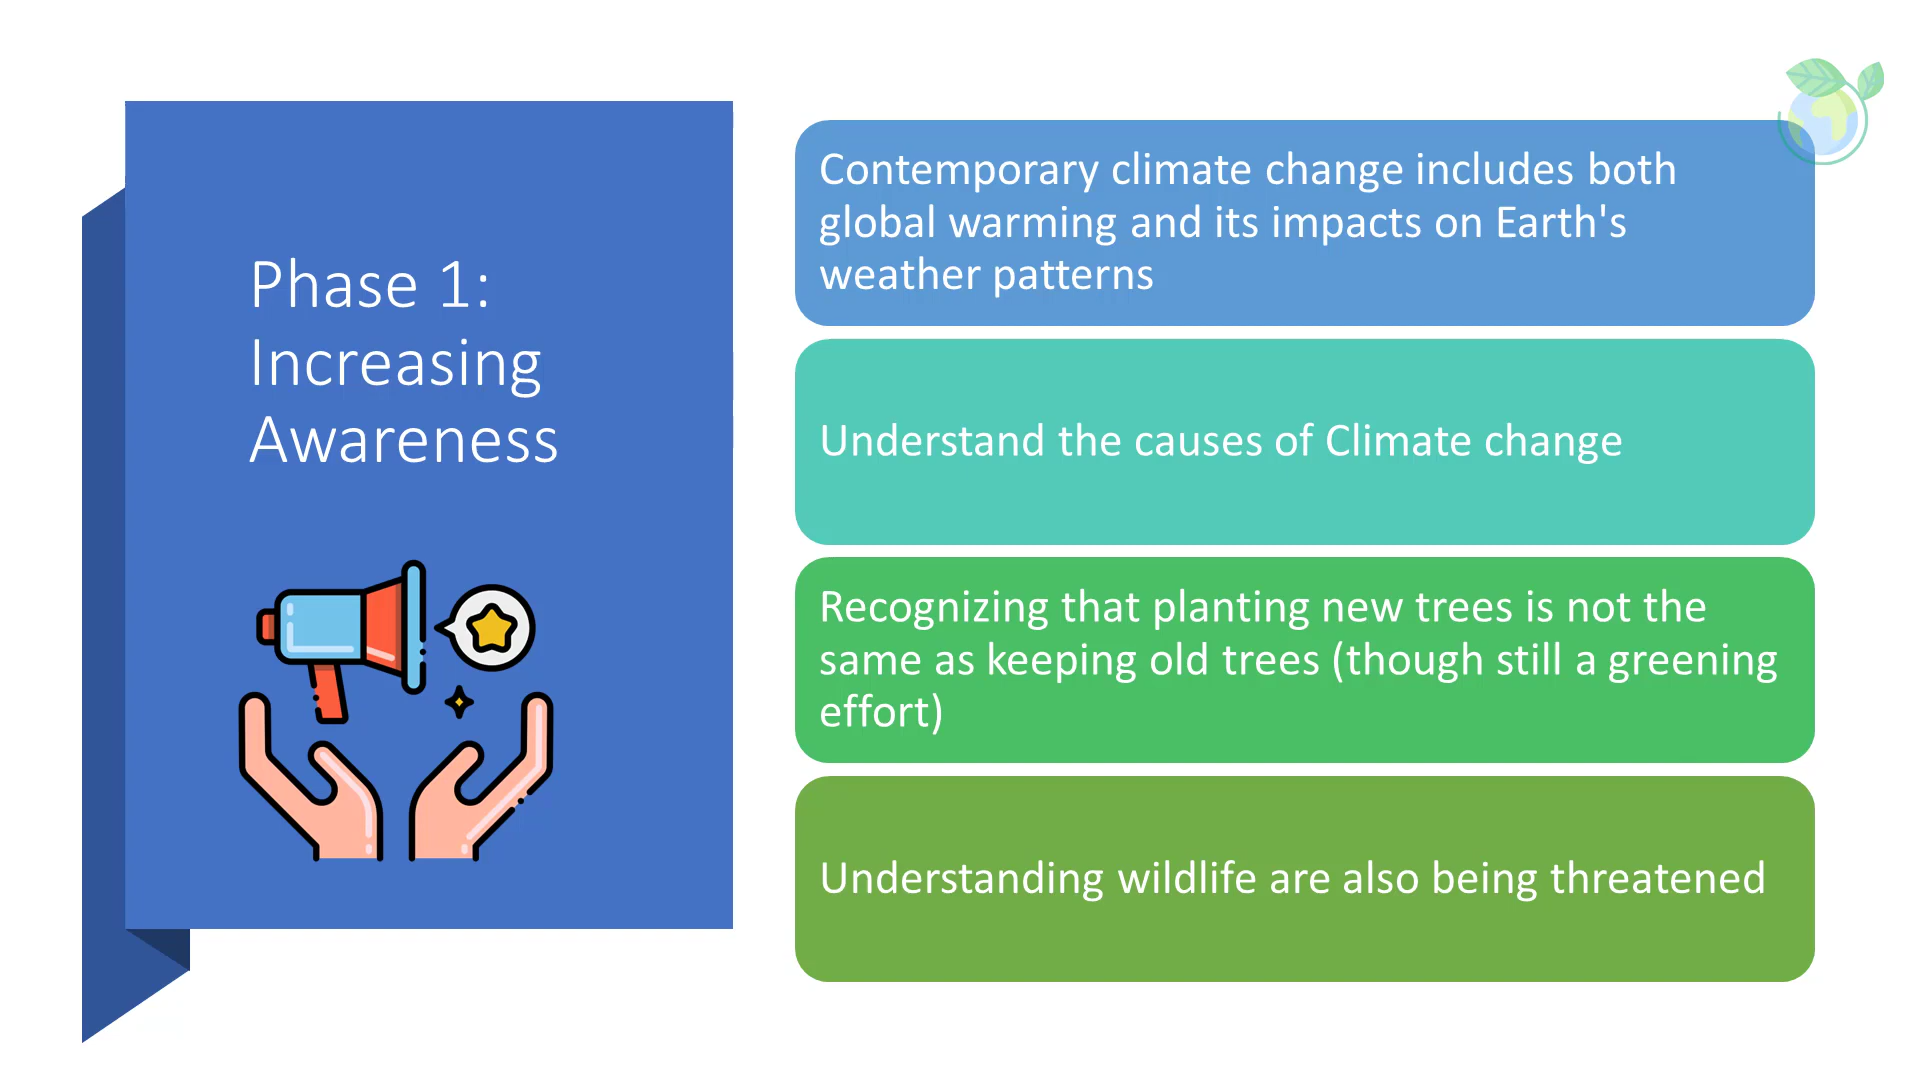 Phase 1:
Increasing
Awareness
Contemporary climate change includes both
global warming and its impacts on Earth's
weather patterns
Understand the causes of Climate change
Recognizing that planting new trees is not the
same as keeping old trees (though still a greening
effort)
Understanding wildlife are also being threatened